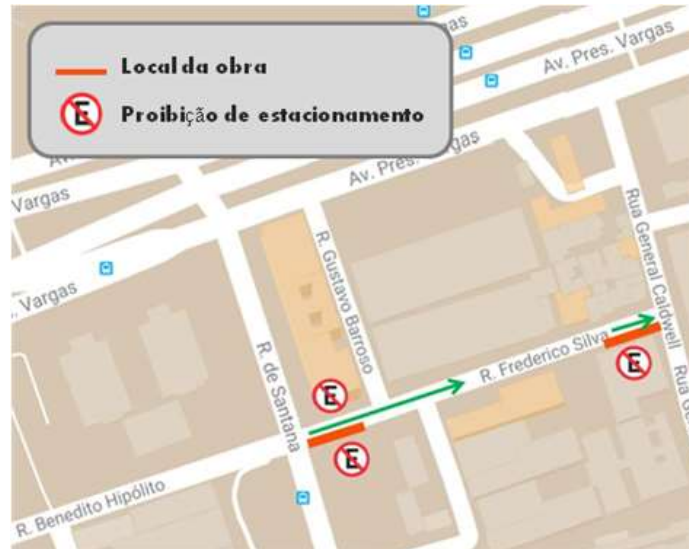 Local da obra
E
Proibição de estacionamento
Av. Pres. Vargas
Av. Pres. Vargas
Vargas
Vargas
R. Gustavo Barroso
R. de Santana
Rua General Caldwell
R. Frederico Silva
E
E
E
R. Benedito Hipólito